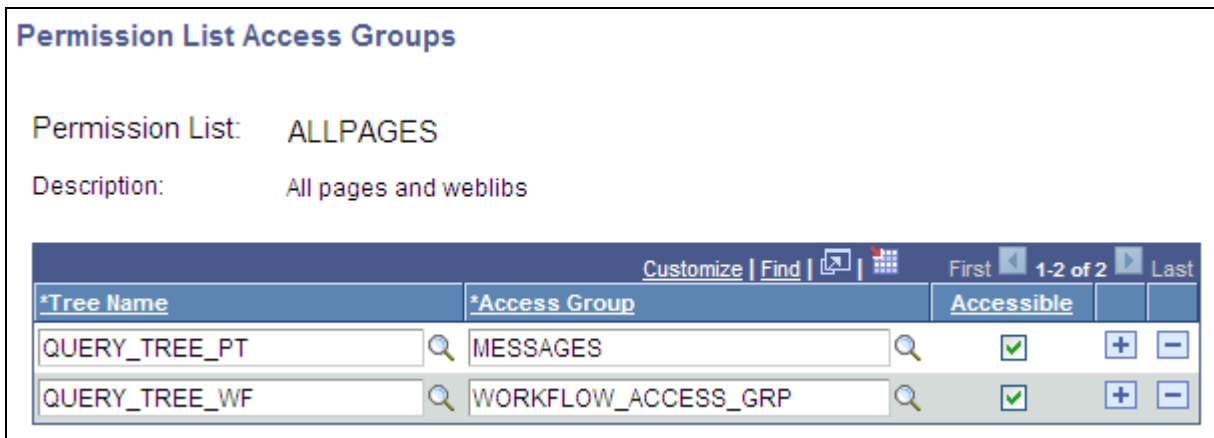 Permission List Access Groups
Permission List: ALLPAGES
Description: All pages and weblibs
Customize | Find | | First 1-2 of 2 Last
*Tree Name *Access Group Accessible
QUERY_TREE_PT MESSAGES
QUERY_TREE_WF WORKFLOW_ACCESS_GRP